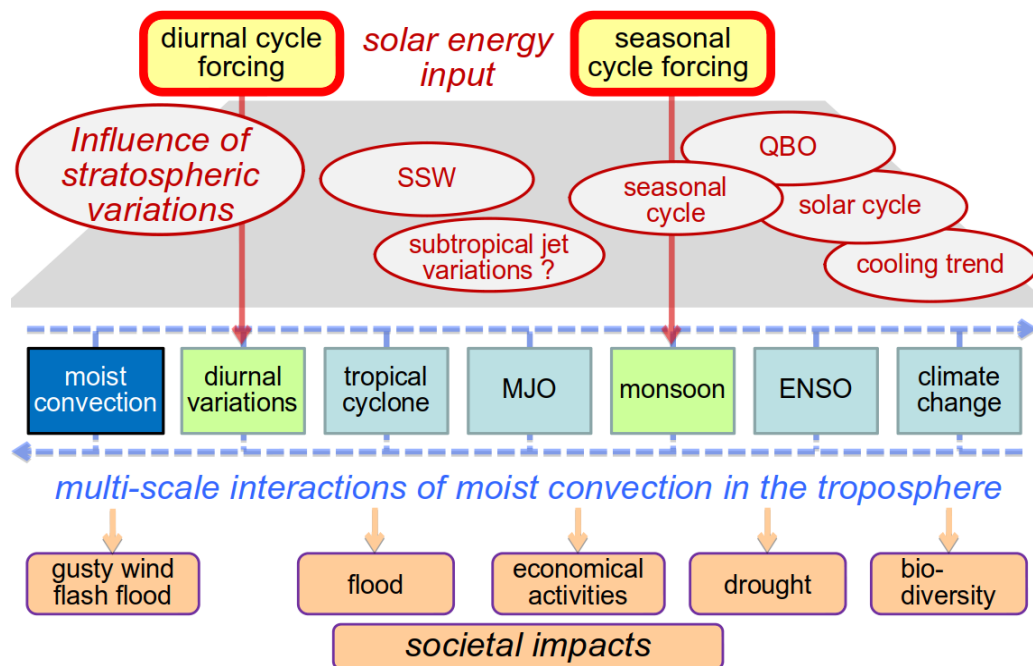 diurnal cycle
forcing
solar energy
input
seasonal
cycle forcing
Influence of
stratospheric
variations
SSW
subtropical jet
variations ?
seasonal
cycle
QBO
solar cycle
cooling trend
moist
convection
diurnal
variations
tropical
cyclone
MJO
monsoon
ENSO
climate
change
multi-scale interactions of moist convection in the troposphere
gusty wind
flash flood
flood
economical
activities
drought
bio-
diversity
societal impacts